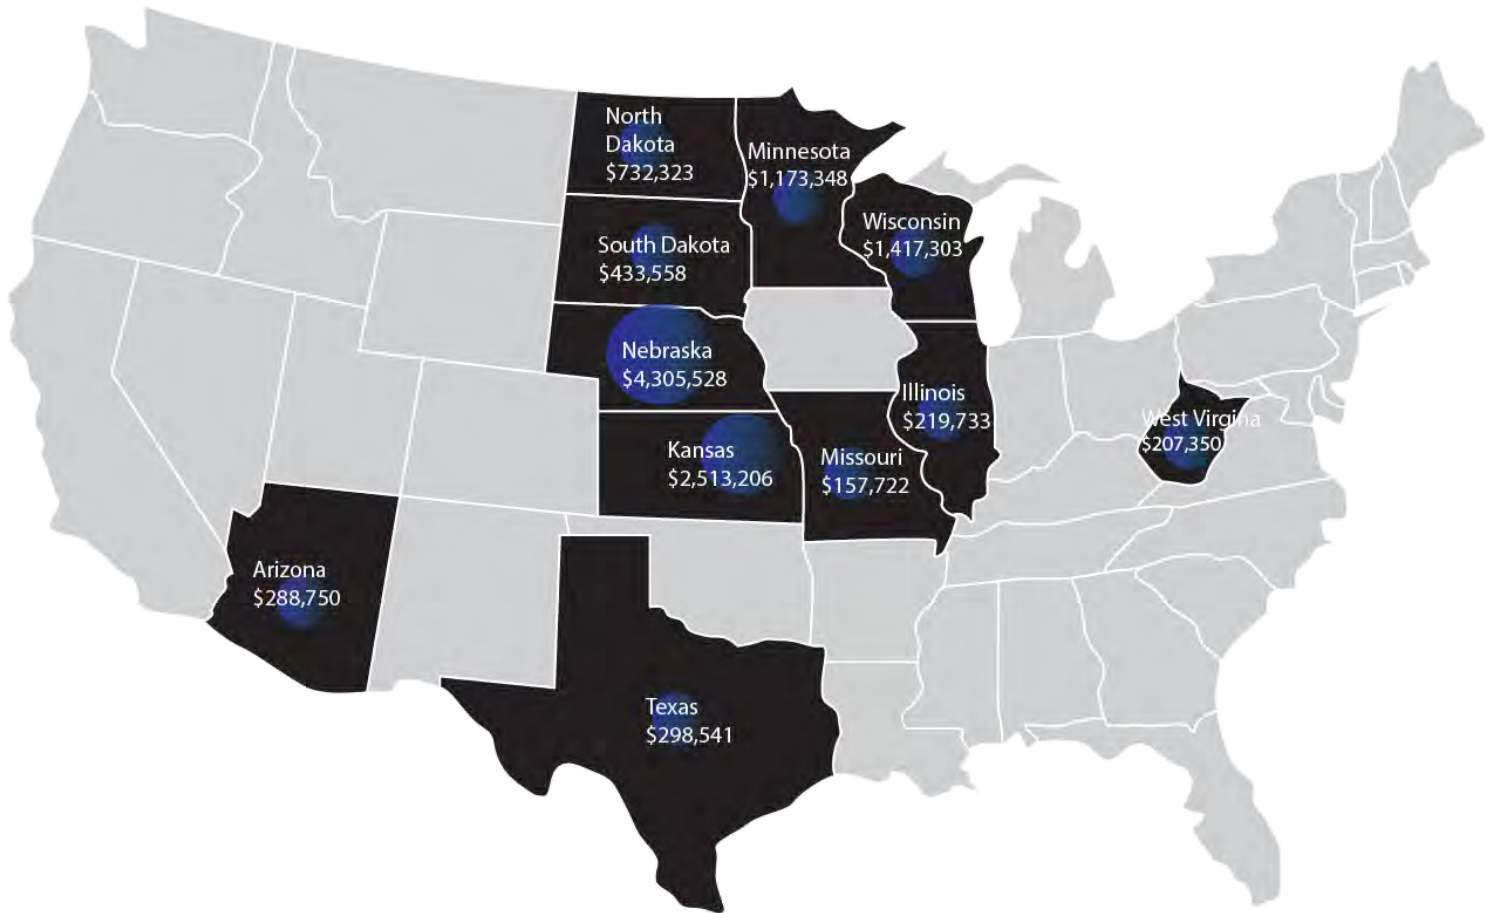 North
Dakota
$732,323
Minnesota
$1,173,348
Wisconsin
$1,417,303
South Dakota
$433,558
Nebraska
$4,305,528
Illinois
$219,733
West Virgina
$207,350
Kansas
$2,513,206
Missouri
$157,722
Arizona
$288,750
Texas
$298,541